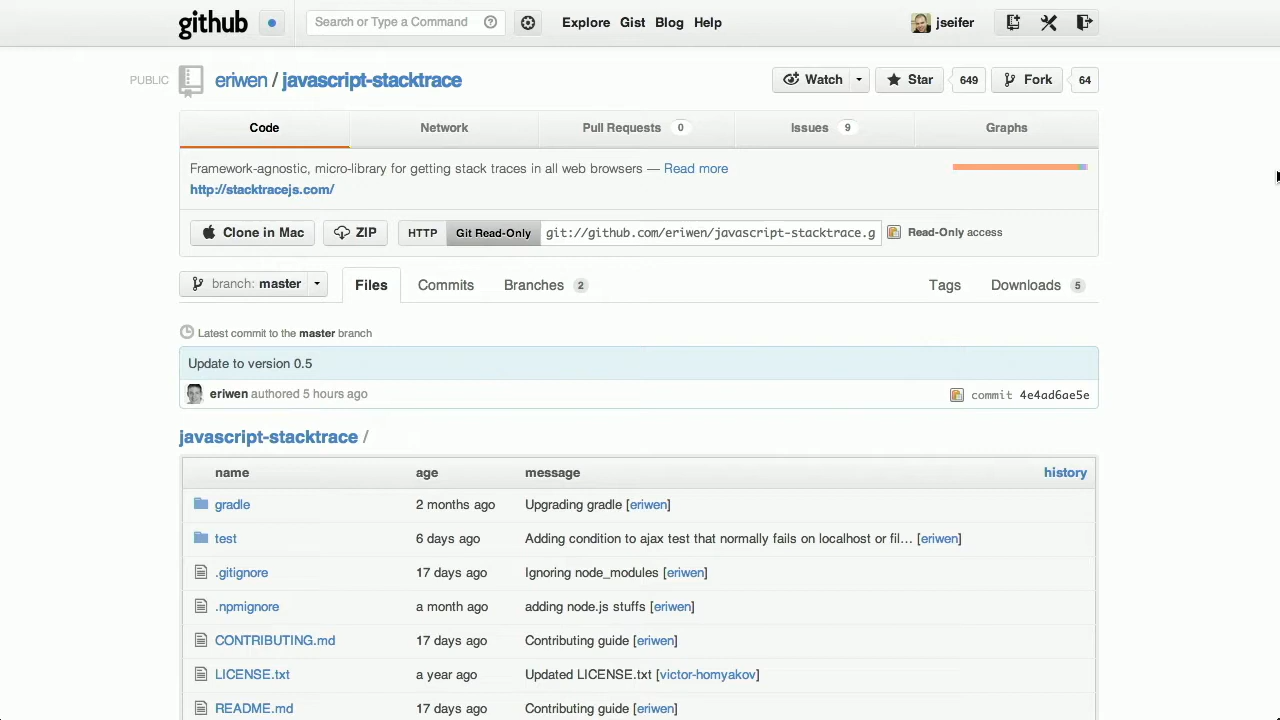 github Search or Type a Command Explore Gist Blog Help jseifer
PUBLIC eriwen / javascript-stacktrace Watch Star 649 Fork 64
Code Network Pull Requests 0 Issues 9 Graphs
Framework-agnostic, micro-library for getting stack traces in all web browsers — Read more
http://stacktracejs.com/
Clone in Mac ZIP HTTP Git Read-Only git://github.com/eriwen/javascript-stacktrace.g Read-Only access
branch: master Files Commits Branches 2 Tags Downloads 5
Latest commit to the master branch
Update to version 0.5
eriwen authored 5 hours ago commit 4e4ad6ae5e
javascript-stacktrace /
name age message history
gradle 2 months ago Upgrading gradle [eriwen]
test 6 days ago Adding condition to ajax test that normally fails on localhost or fil… [eriwen]
.gitignore 17 days ago Ignoring node_modules [eriwen]
.npmignore a month ago adding node.js stuffs [eriwen]
CONTRIBUTING.md 17 days ago Contributing guide [eriwen]
LICENSE.txt a year ago Updated LICENSE.txt [victor-homyakov]
README.md 17 days ago Contributing guide [eriwen]